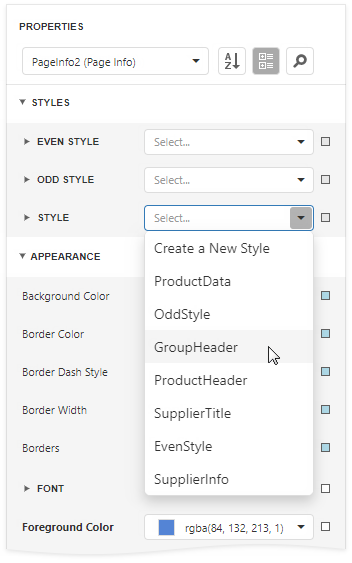 PROPERTIES
PageInfo2 (Page Info)
STYLES
EVEN STYLE Select...
ODD STYLE Select...
STYLE Select...
Create a New Style
ProductData
OddStyle
GroupHeader
ProductHeader
SupplierTitle
EvenStyle
SupplierInfo
APPEARANCE
Background Color
Border Color
Border Dash Style
Border Width
Borders
FONT
Foreground Color rgba(84, 132, 213, 1)